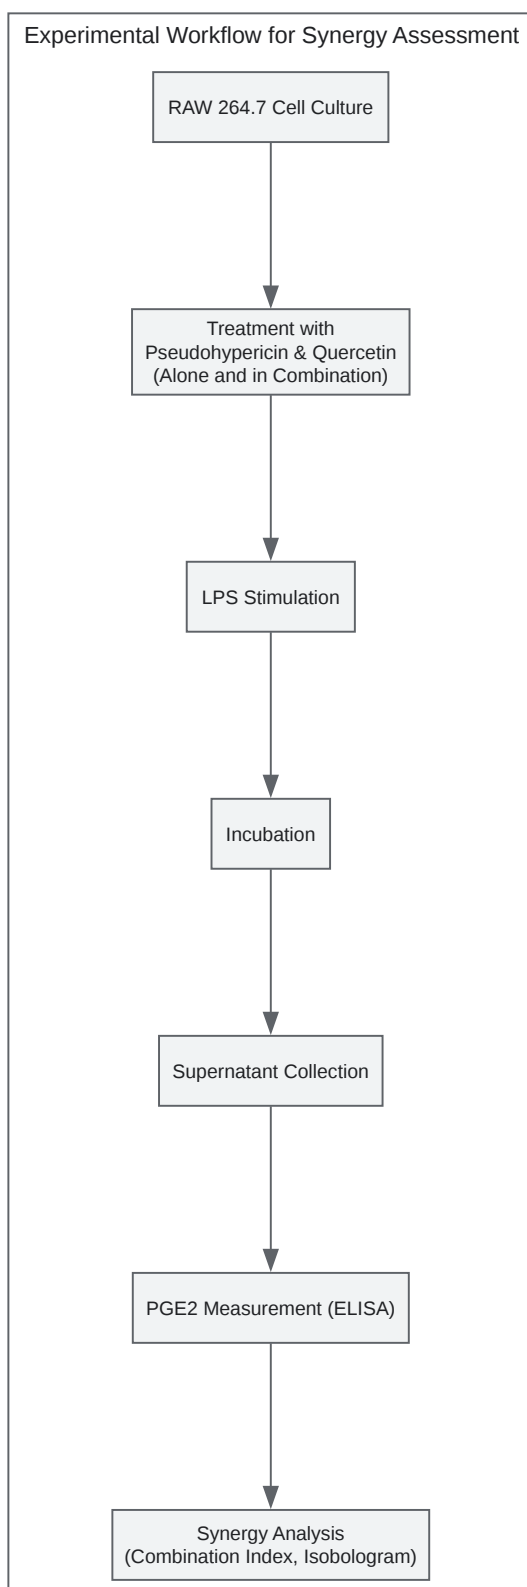 Experimental Workflow for Synergy Assessment
RAW 264.7 Cell Culture
Treatment with
Pseudohypericin & Quercetin
(Alone and in Combination)
LPS Stimulation
Incubation
Supernatant Collection
PGE2 Measurement (ELISA)
Synergy Analysis
(Combination Index, Isobologram)